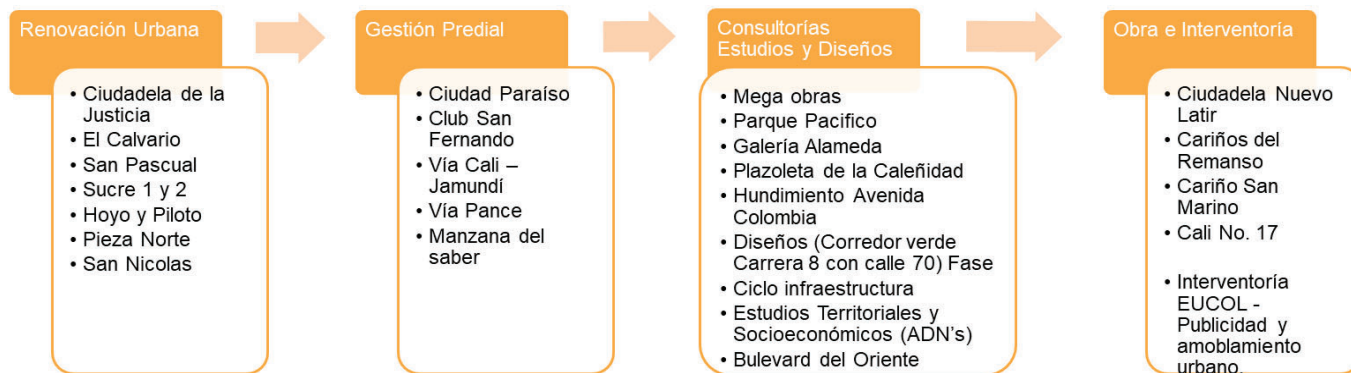 Renovación Urbana
• Ciudadela de la
Justicia
• El Calvario
• San Pascual
• Sucre 1 y 2
• Hoyo y Piloto
• Pieza Norte
• San Nicolas
Gestión Predial
• Ciudad Paraíso
• Club San
Fernando
• Vía Cali –
Jamundí
• Vía Pance
• Manzana del
saber
Consultorías
Estudios y Diseños
• Mega obras
• Parque Pacifico
• Galería Alameda
• Plazoleta de la Caleñidad
• Hundimiento Avenida
Colombia
• Diseños (Corredor verde
Carrera 8 con calle 70) Fase
• Ciclo infraestructura
• Estudios Territoriales y
Socioeconómicos (ADN’s)
• Bulevard del Oriente
Obra e Interventoría
• Ciudadela Nuevo
Latir
• Cariños del
Remanso
• Cariño San
Marino
• Cali No. 17
• Interventoría
EUCOL -
Publicidad y
amoblamiento
urbano.